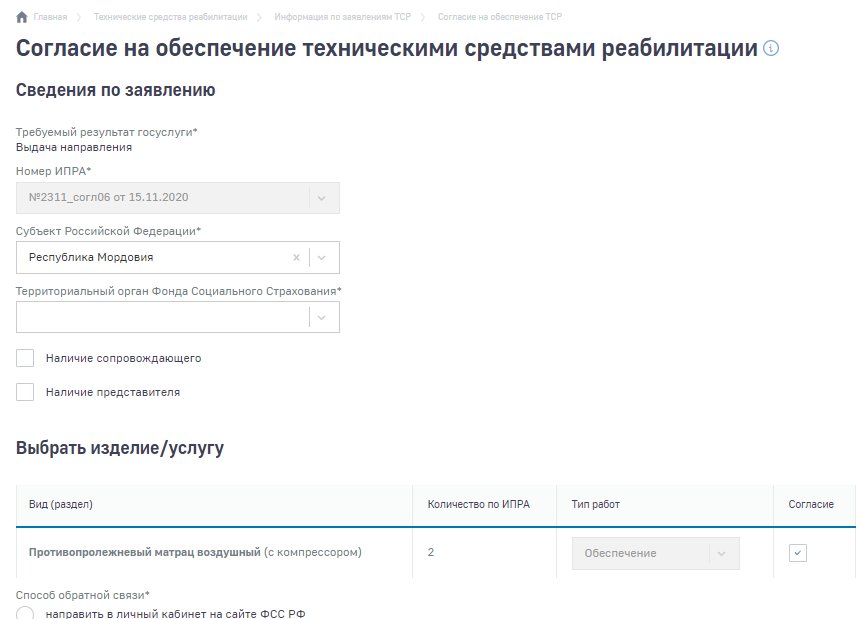 Главная Технические средства реабилитации Информация по заявлениям ТСР Согласие на обеспечение ТСР
Согласие на обеспечение техническими средствами реабилитации
Сведения по заявлению
Требуемый результат госуслуги*
Выдача направления
Номер ИПРА*
№2311_согл06 от 15.11.2020
Субъект Российской Федерации*
Республика Мордовия
Территориальный орган Фонда Социального Страхования*
Наличие сопровождающего
Наличие представителя
Выбрать изделие/услугу
Вид (раздел) Количество по ИПРА Тип работ Согласие
Противопролежневый матрац воздушный (с компрессором) 2 Обеспечение
Способ обратной связи*
направить в личный кабинет на сайте ФСС РФ